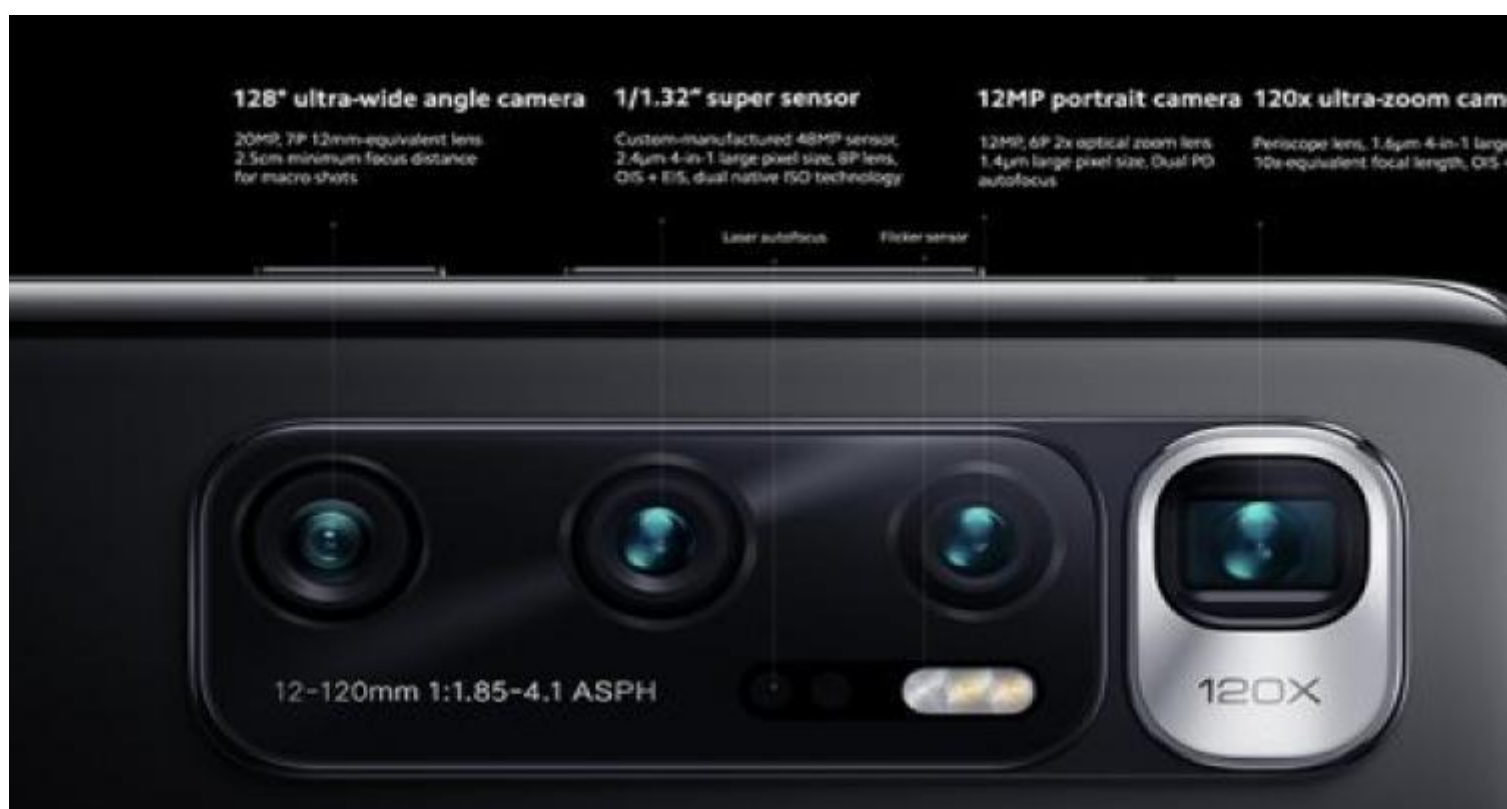 128° ultra-wide angle camera
20MP, 7P 12mm-equivalent lens
2.5cm minimum focus distance
for macro shots
1/1.32" super sensor
Custom-manufactured 48MP sensor,
2.4μm 4-in-1 large pixel size, 8P lens,
OIS + EIS, dual native ISO technology
12MP portrait camera
12MP, 6P 2x optical zoom lens
1.4μm large pixel size, Dual PD
autofocus
120x ultra-zoom cam
Periscope lens, 1.6μm 4-in-1 larg
10x-equivalent focal length, OIS
Laser autofocus
Flicker sensor
12-120mm 1:1.85-4.1 ASPH
120X